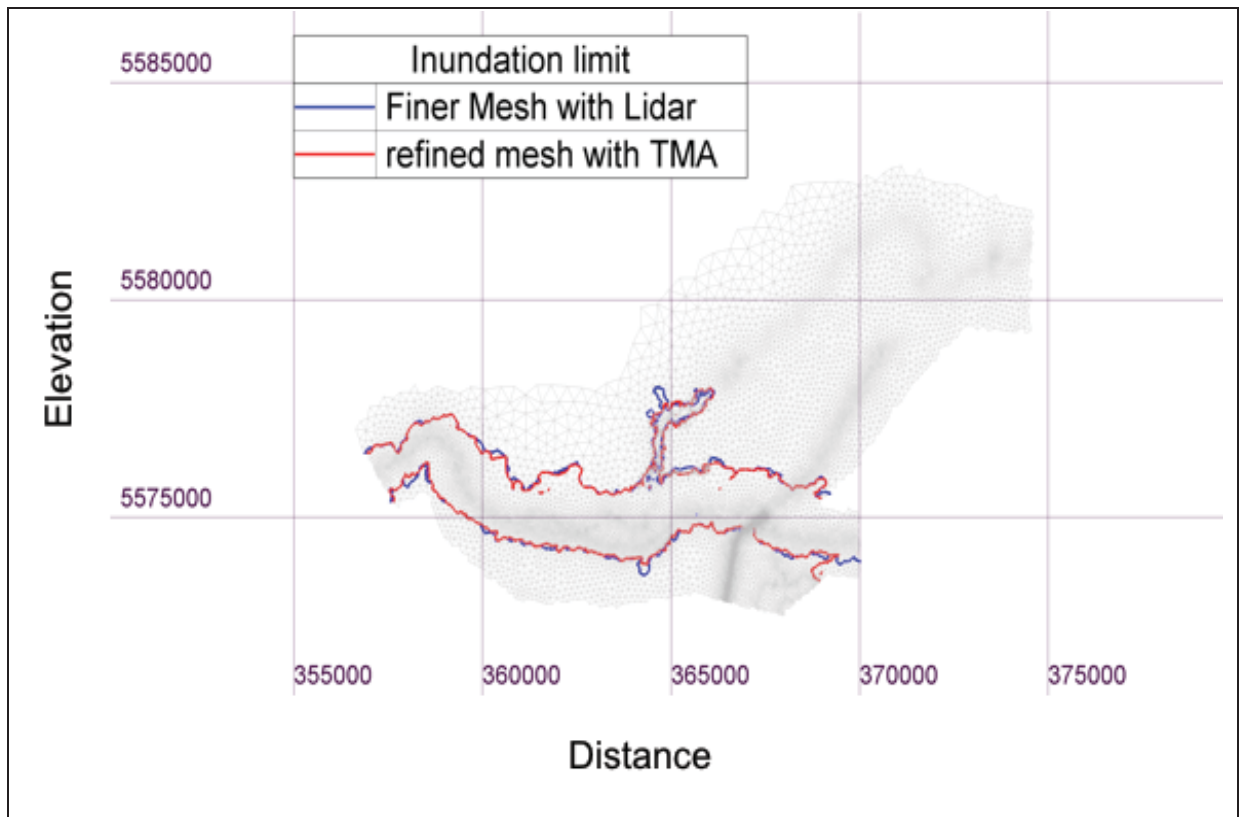 Inundation limit
Finer Mesh with Lidar
refined mesh with TMA
5585000
5580000
5575000
Elevation
355000 360000 365000 370000 375000
Distance